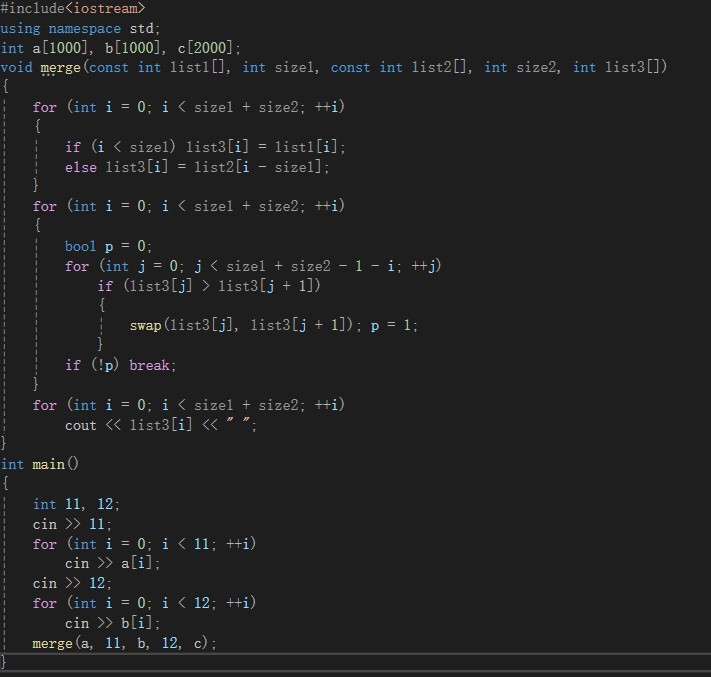 #include<iostream>
using namespace std;
int a[1000], b[1000], c[2000];
void merge(const int list1[], int size1, const int list2[], int size2, int list3[])
{
    for (int i = 0; i < size1 + size2; ++i)
    {
        if (i < size1) list3[i] = list1[i];
        else list3[i] = list2[i - size1];
    }
    for (int i = 0; i < size1 + size2; ++i)
    {
        bool p = 0;
        for (int j = 0; j < size1 + size2 - 1 - i; ++j)
            if (list3[j] > list3[j + 1])
            {
                swap(list3[j], list3[j + 1]); p = 1;
            }
        if (!p) break;
    }
    for (int i = 0; i < size1 + size2; ++i)
        cout << list3[i] << " ";
}
int main()
{
    int l1, l2;
    cin >> l1;
    for (int i = 0; i < l1; ++i)
        cin >> a[i];
    cin >> l2;
    for (int i = 0; i < l2; ++i)
        cin >> b[i];
    merge(a, l1, b, l2, c);
}